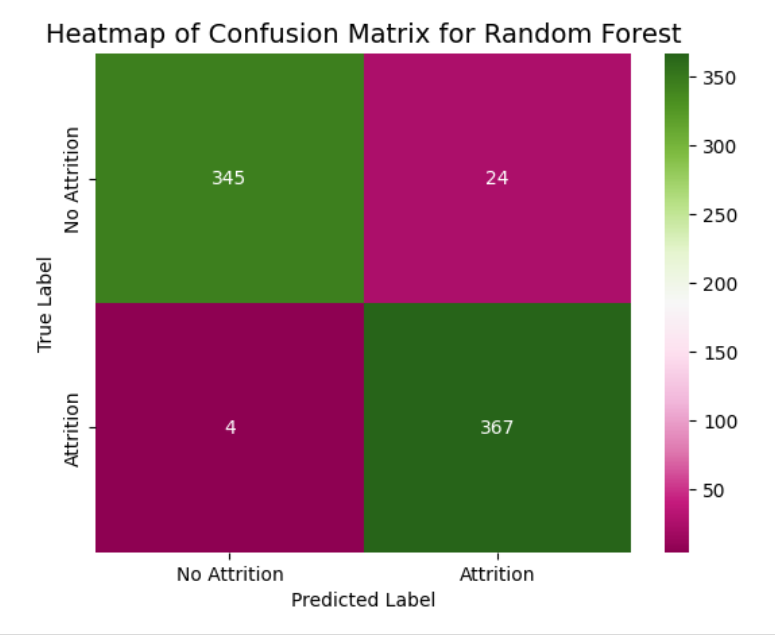 Heatmap of Confusion Matrix for Random Forest
True Label
No Attrition
Attrition
345
24
4
367
No Attrition
Attrition
Predicted Label
350
300
250
200
150
100
50